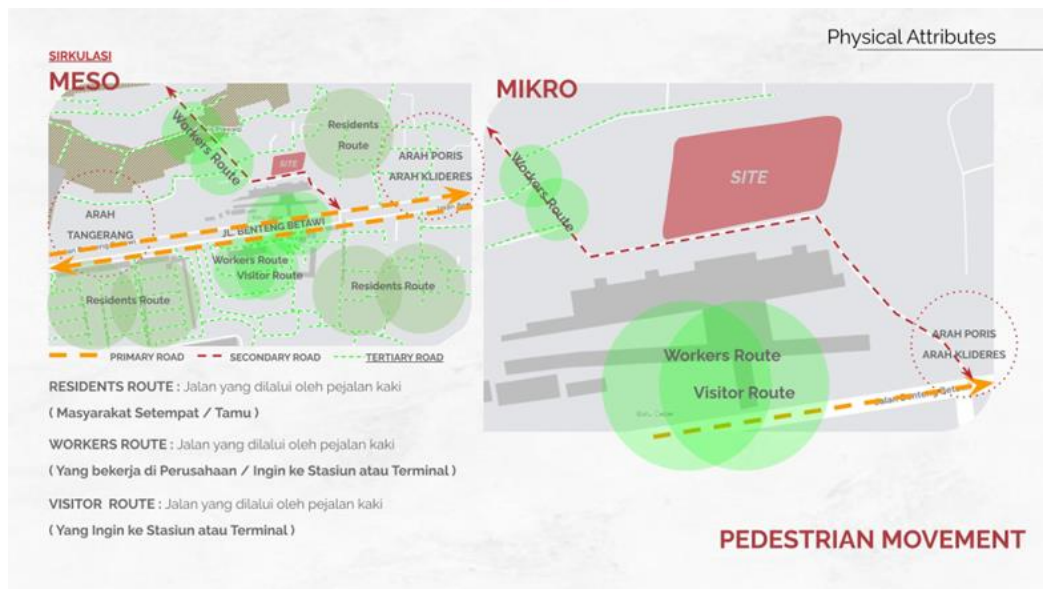 Physical Attributes
SIRKULASI
MESO
Workers Route
Residents
Route
SITE
ARAH PORIS
ARAH KLIDERES
ARAH
TANGERANG
JL. BENTENG BETAWI
Workers Route
Visitor Route
Residents Route
Residents Route
PRIMARY ROAD
SECONDARY ROAD
TERTIARY ROAD
RESIDENTS ROUTE : Jalan yang dilalui oleh pejalan kaki
( Masyarakat Setempat / Tamu )
WORKERS ROUTE : Jalan yang dilalui oleh pejalan kaki
( Yang bekerja di Perusahaan / Ingin ke Stasiun atau Terminal )
VISITOR ROUTE : Jalan yang dilalui oleh pejalan kaki
( Yang Ingin ke Stasiun atau Terminal )
MIKRO
Workers Route
SITE
ARAH PORIS
ARAH KLIDERES
Workers Route
Visitor Route
PEDESTRIAN MOVEMENT